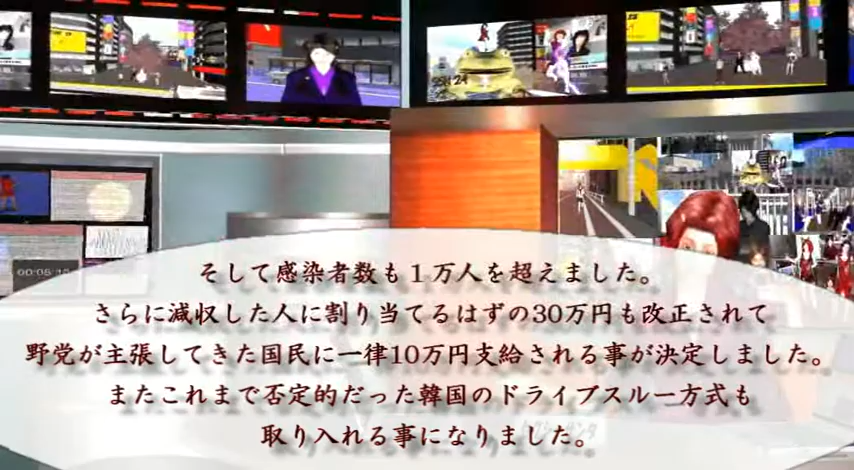 そして感染者数も１万人を超えました。
さらに減収した人に割り当てるはずの30万円も改正されて
野党が主張してきた国民に一律10万円支給される事が決定しました。
またこれまで否定的だった韓国のドライブスルー方式も
取り入れる事になりました。